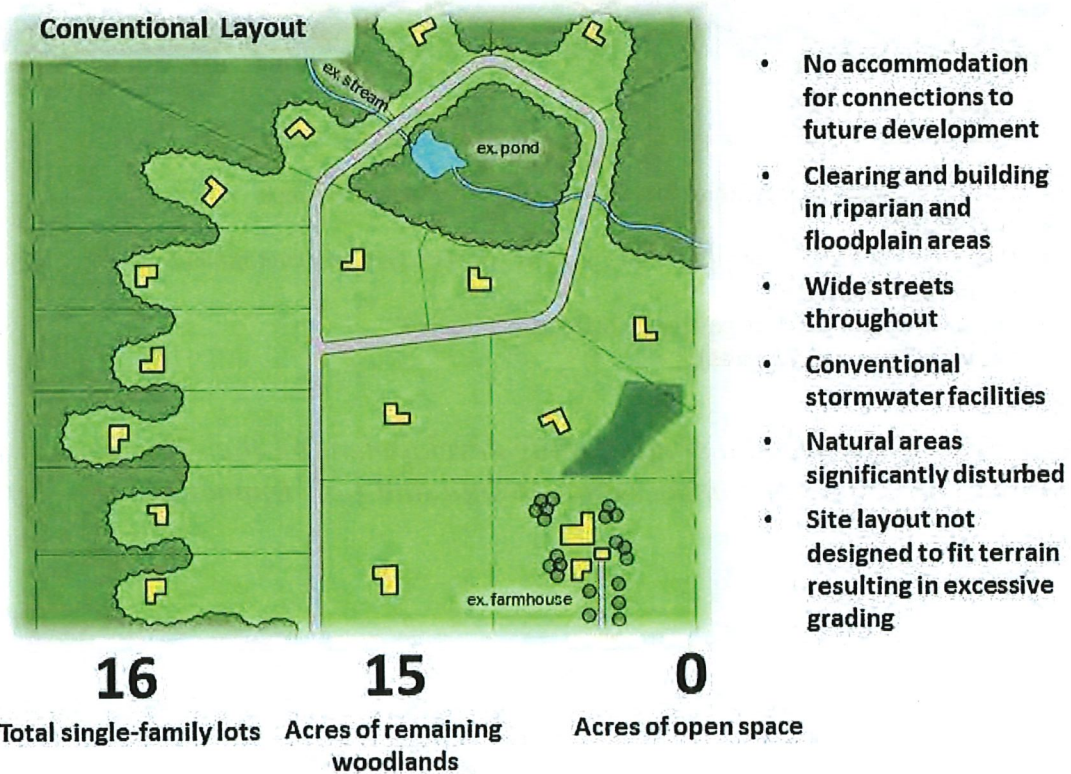 Conventional Layout
ex. stream
ex. pond
ex. farmhouse
• No accommodation
for connections to
future development
• Clearing and building
in riparian and
floodplain areas
• Wide streets
throughout
• Conventional
stormwater facilities
• Natural areas
significantly disturbed
• Site layout not
designed to fit terrain
resulting in excessive
grading
16
Total single-family lots
15
Acres of remaining
woodlands
0
Acres of open space